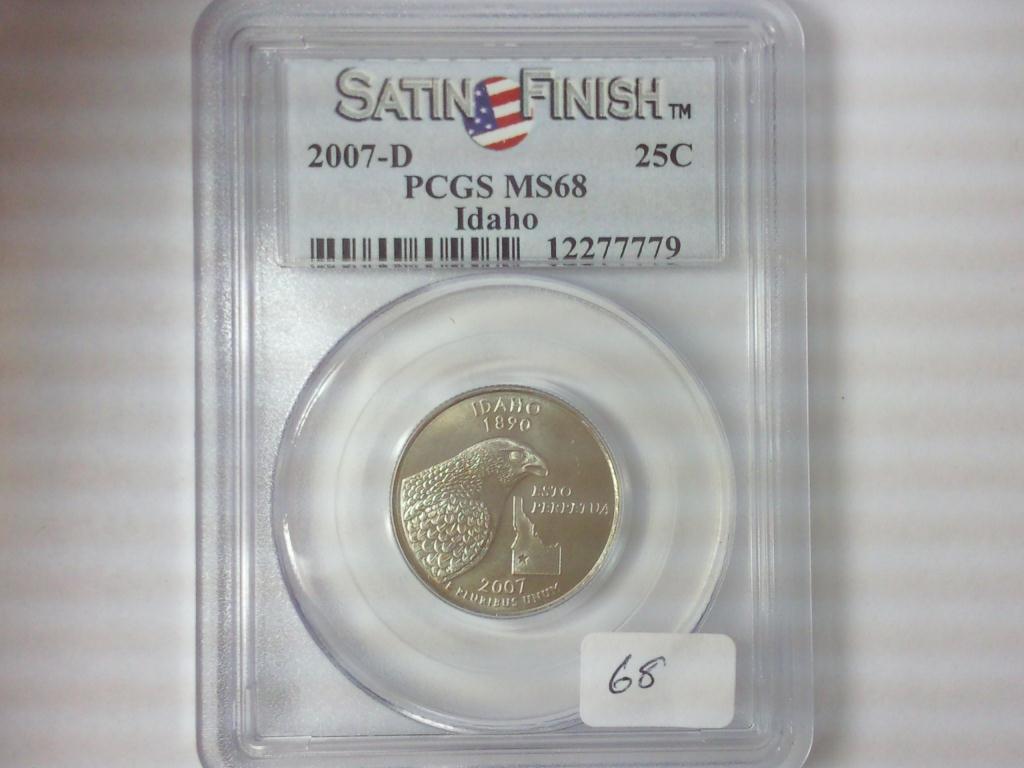 SATIN FINISH™
2007-D 25C
PCGS MS68
Idaho
12277779
IDAHO
1890
ESTO
PERPETUA
2007
E PLURIBUS UNUM
68